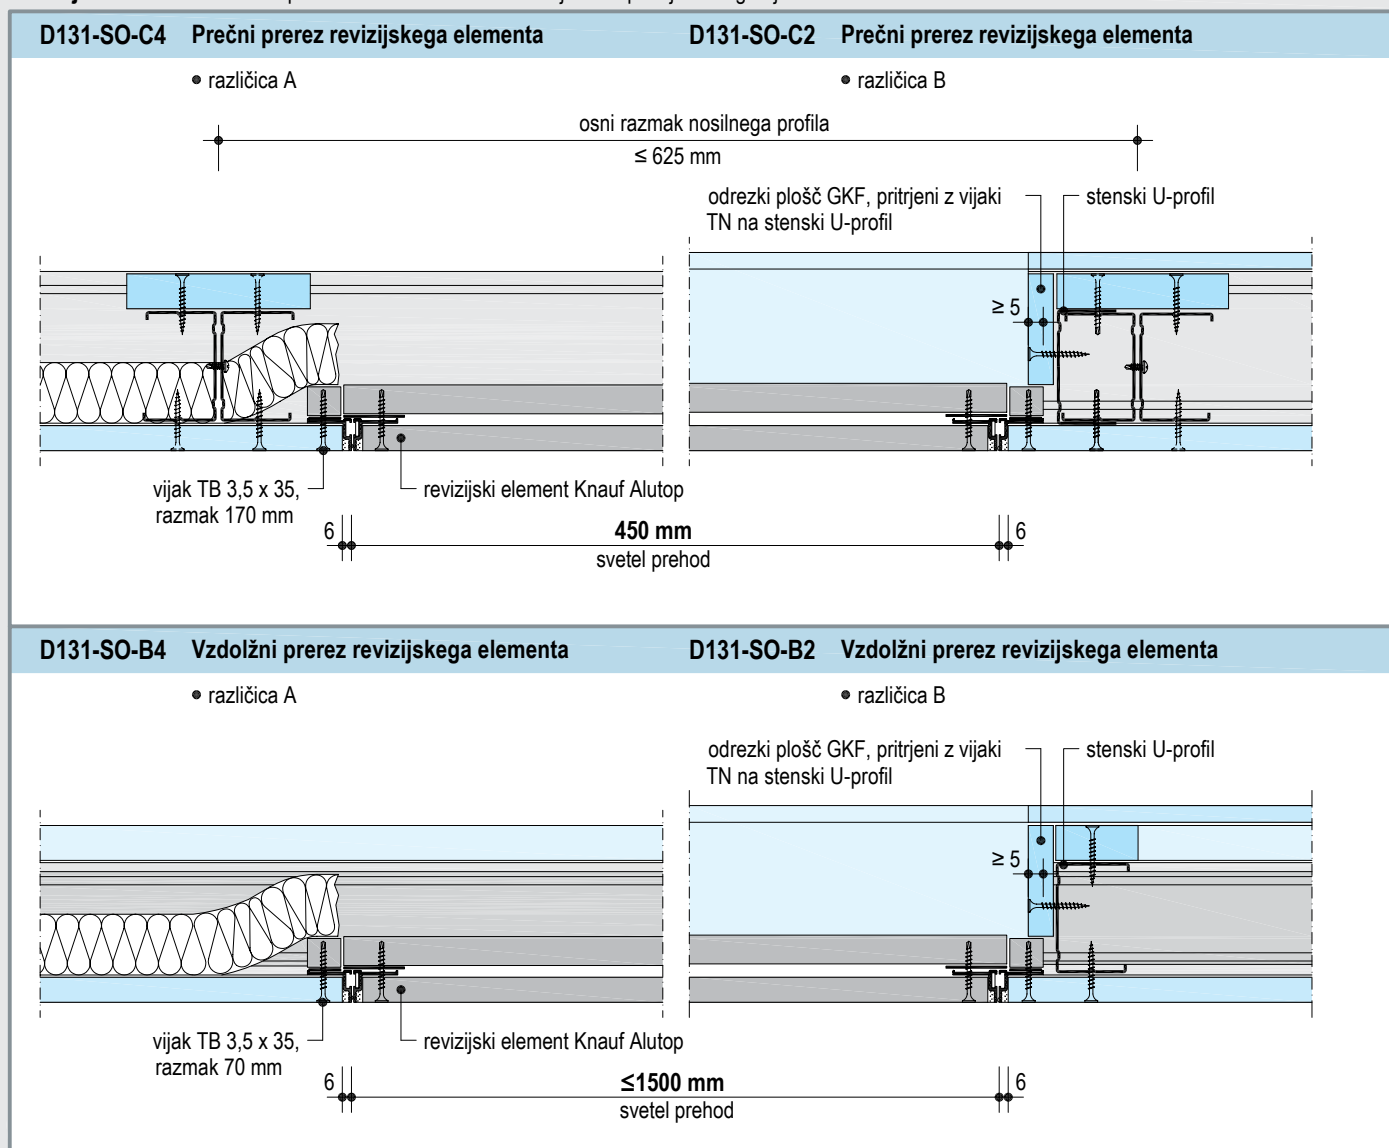 D131-SO-C4 Prečni prerez revizijskega elementa
D131-SO-C2 Prečni prerez revizijskega elementa
• različica A
• različica B
osni razmak nosilnega profila
≤ 625 mm
odrezki plošč GKF, pritrjeni z vijaki
TN na stenski U-profil
stenski U-profil
≥ 5
vijak TB 3,5 x 35,
razmak 170 mm
revizijski element Knauf Alutop
6
450 mm
6
svetel prehod
D131-SO-B4 Vzdolžni prerez revizijskega elementa
D131-SO-B2 Vzdolžni prerez revizijskega elementa
• različica A
• različica B
odrezki plošč GKF, pritrjeni z vijaki
TN na stenski U-profil
stenski U-profil
≥ 5
vijak TB 3,5 x 35,
razmak 70 mm
revizijski element Knauf Alutop
6
≤1500 mm
6
svetel prehod